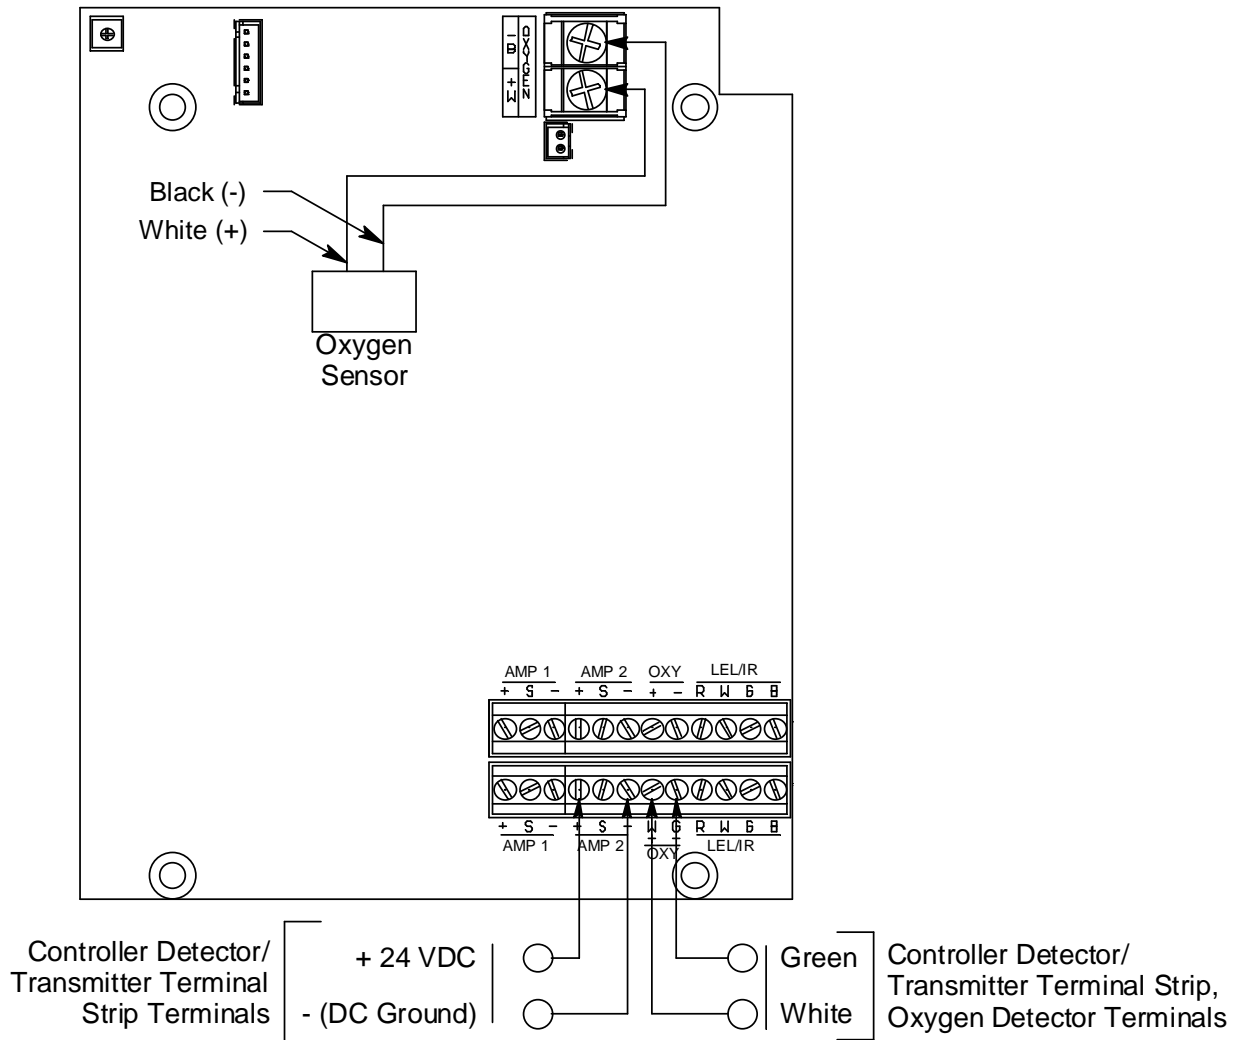 - B
+ W
OXYGEN
Black (-)
White (+)
Oxygen
Sensor
AMP 1 AMP 2 OXY LEL/IR
+ S - + S - + - R W G B
+ S - + S - W G R W G B
AMP 1 AMP 2 OXY LEL/IR
Controller Detector/
Transmitter Terminal
Strip Terminals
+ 24 VDC
- (DC Ground)
Green
White
Controller Detector/
Transmitter Terminal Strip,
Oxygen Detector Terminals